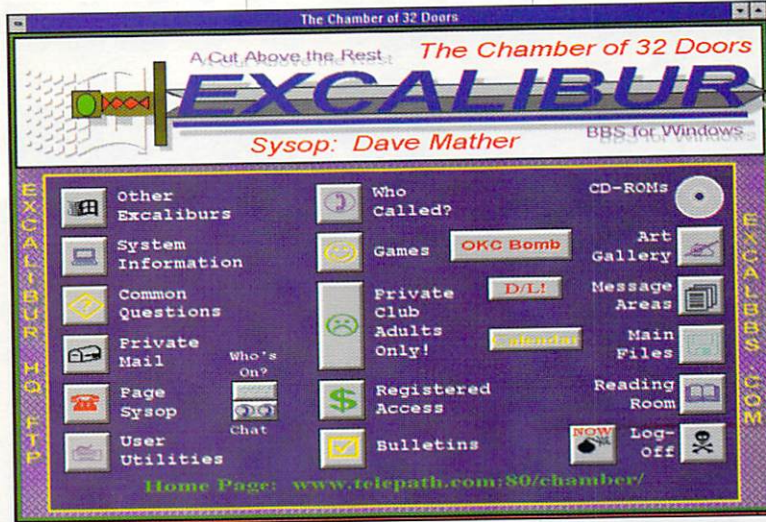 The Chamber of 32 Doors
A Cut Above the Rest
The Chamber of 32 Doors
EXCALIBUR
Sysop: Dave Mather
BBS for Windows
EXCALIBUR HQ FTP
Other
Excaliburs
System
Information
Common
Questions
Private
Mail
Page
Sysop
User
Utilities
Who's
On?
Chat
Who
Called?
Games
Private
Club
Adults
Only!
Registered
Access
Bulletins
OKC Bomb
D/L!
Calendar
CD-ROMs
Art
Gallery
Message
Areas
Main
Files
Reading
Room
NOW
Log-
Off
EXCALBBS COM
Home Page: www.telepath.com:80/chamber/